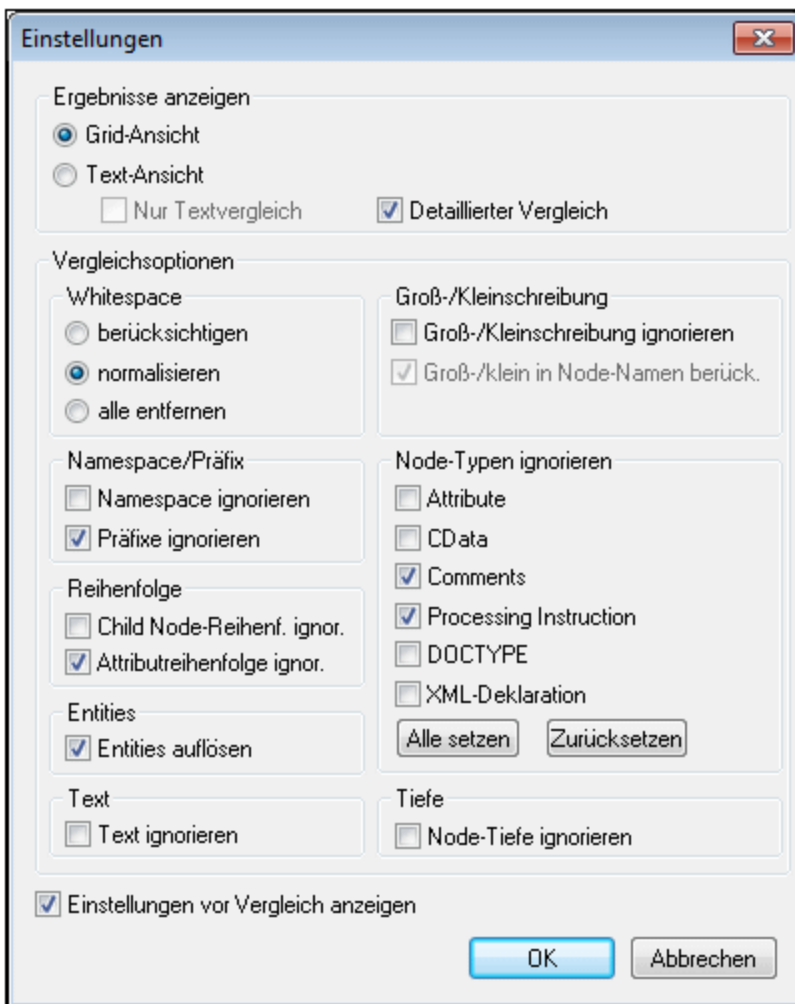 Einstellungen
Ergebnisse anzeigen
Grid-Ansicht
Text-Ansicht
Nur Textvergleich
Detaillierter Vergleich
Vergleichsoptionen
Whitespace
berücksichtigen
normalisieren
alle entfernen
Groß-/Kleinschreibung
Groß-/Kleinschreibung ignorieren
Groß-/klein in Node-Namen berück.
Namespace/Präfix
Namespace ignorieren
Präfixe ignorieren
Node-Typen ignorieren
Attribute
CData
Comments
Processing Instruction
DOCTYPE
XML-Deklaration
Alle setzen
Zurücksetzen
Reihenfolge
Child Node-Reihenf. ignor.
Attributreihenfolge ignor.
Entities
Entities auflösen
Text
Text ignorieren
Tiefe
Node-Tiefe ignorieren
Einstellungen vor Vergleich anzeigen
OK
Abbrechen